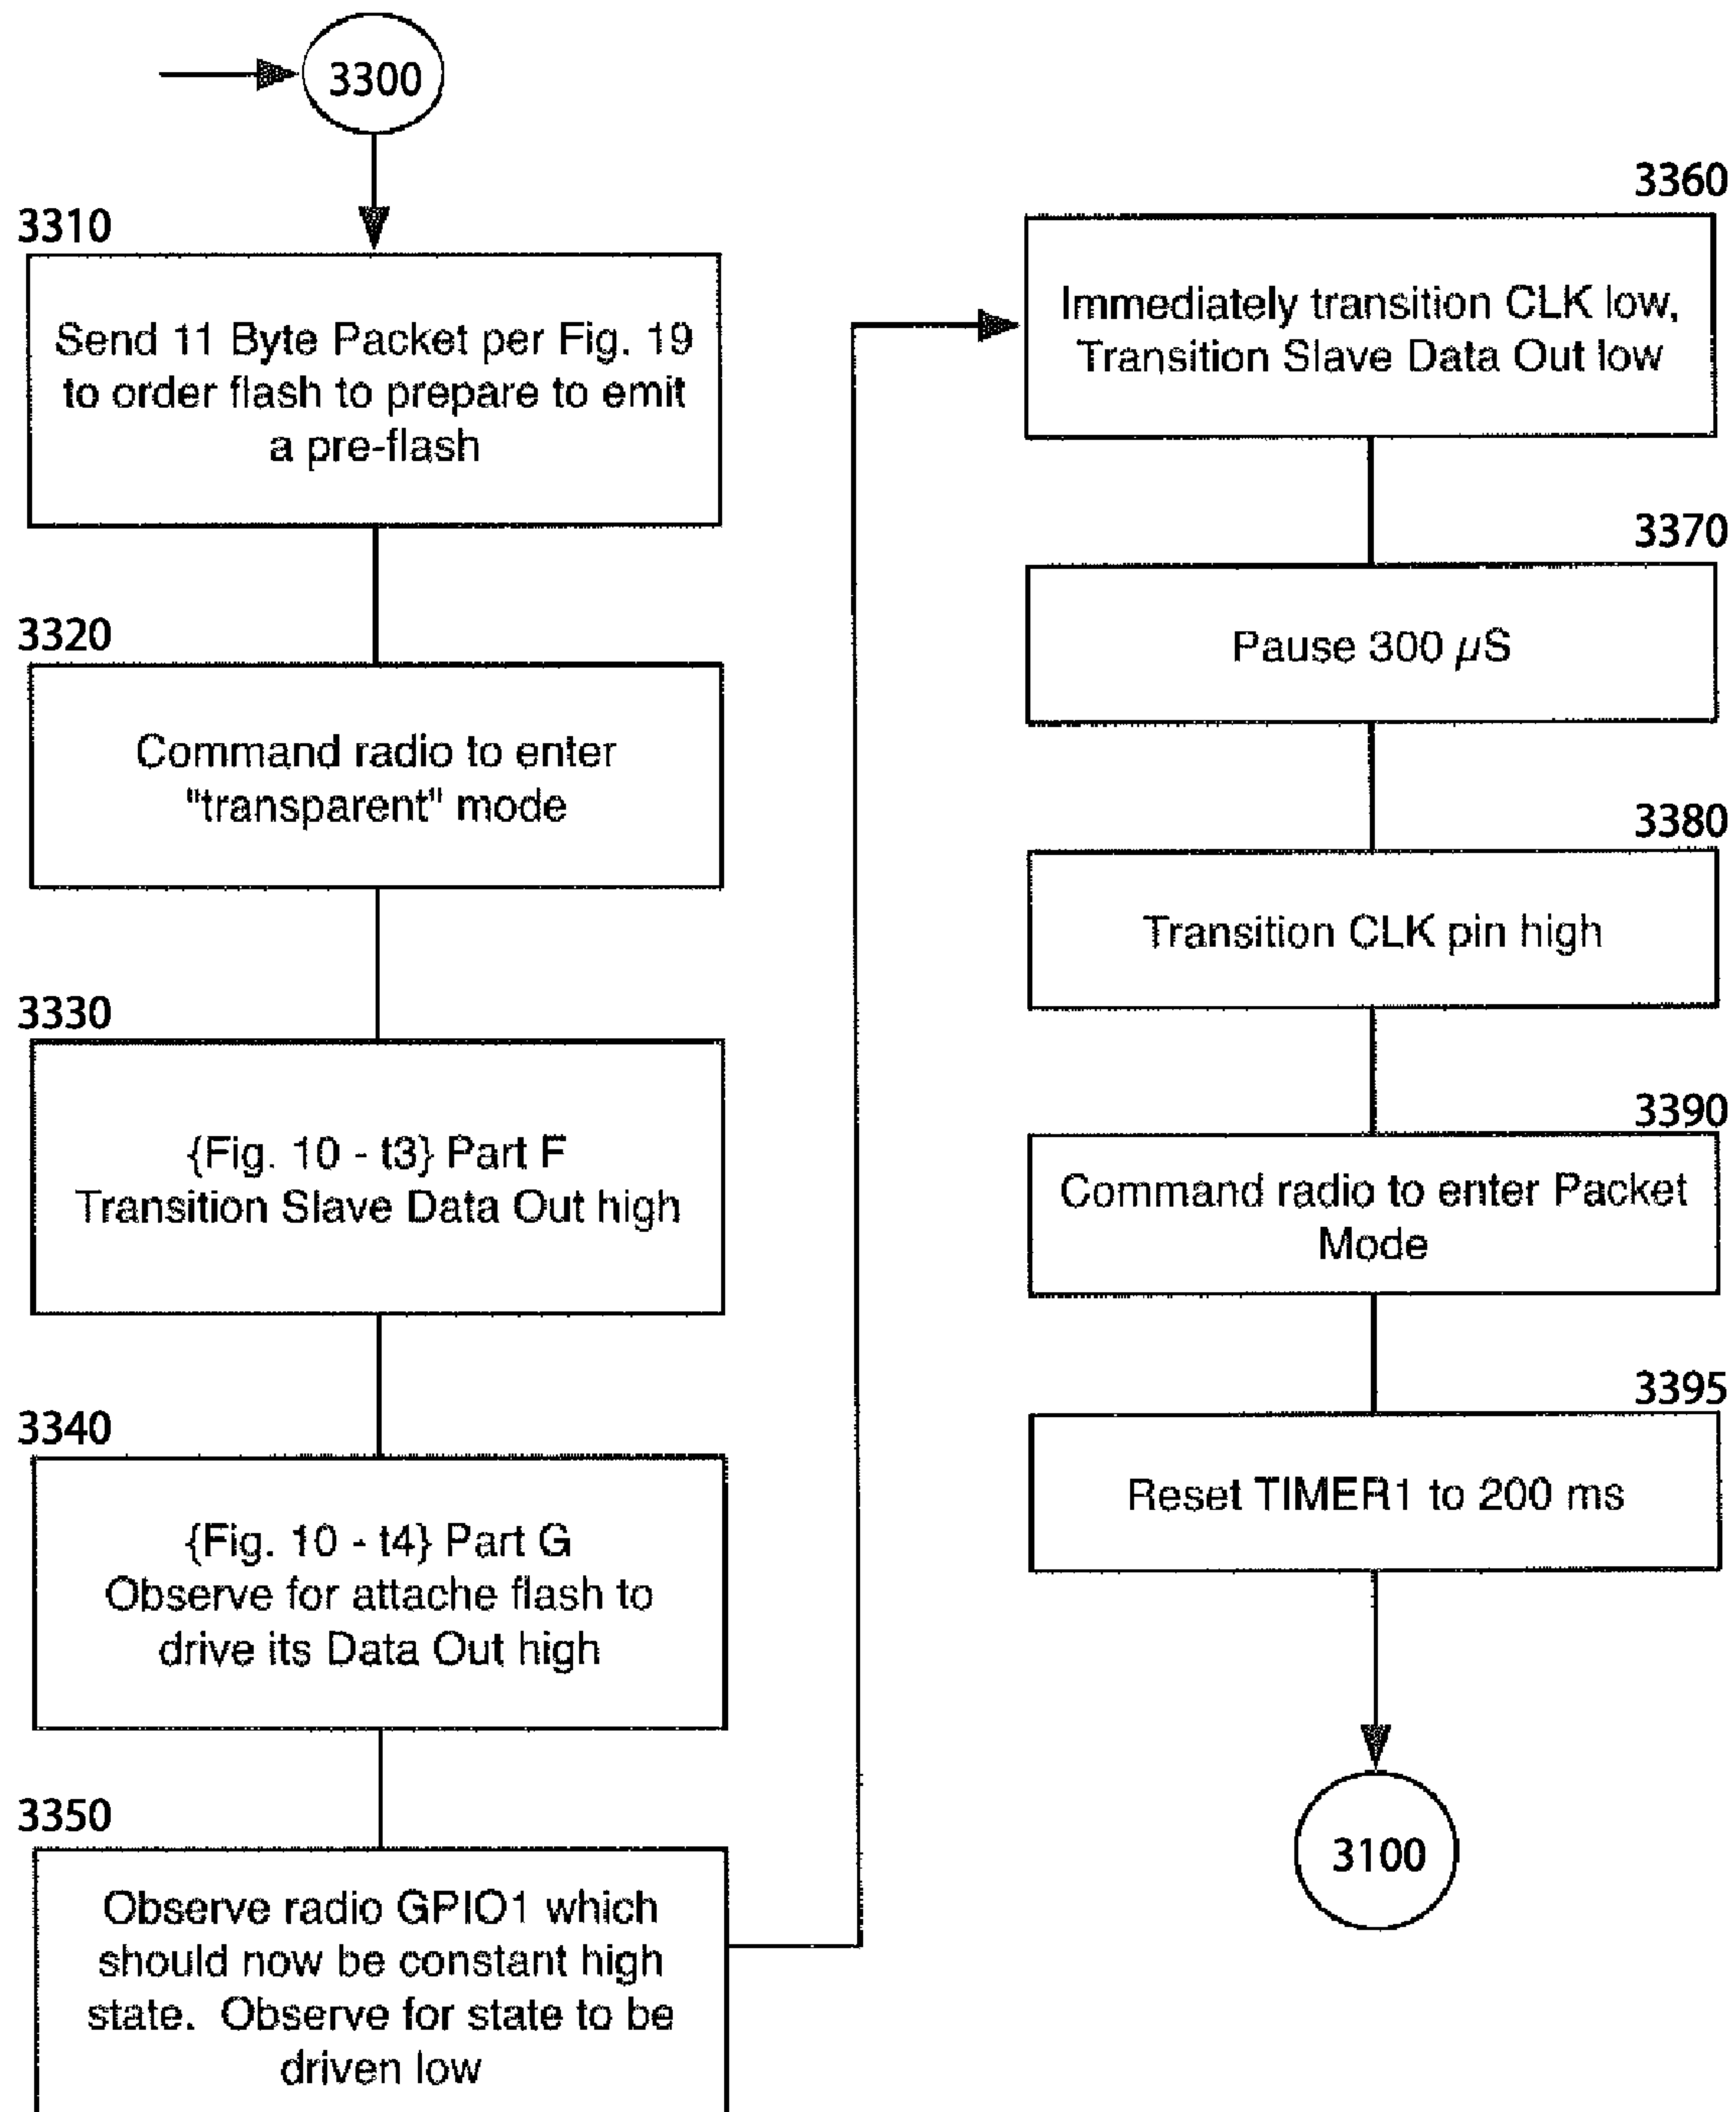 3300
3310
Send 11 Byte Packet per Fig. 19
to order flash to prepare to emit
a pre-flash
3320
Command radio to enter
"transparent" mode
3330
{Fig. 10 - t3} Part F
Transition Slave Data Out high
3340
{Fig. 10 - t4} Part G
Observe for attache flash to
drive its Data Out high
3350
Observe radio GPIO1 which
should now be constant high
state. Observe for state to be
driven low
3360
Immediately transition CLK low,
Transition Slave Data Out low
3370
Pause 300 μS
3380
Transition CLK pin high
3390
Command radio to enter Packet
Mode
3395
Reset TIMER1 to 200 ms
3100